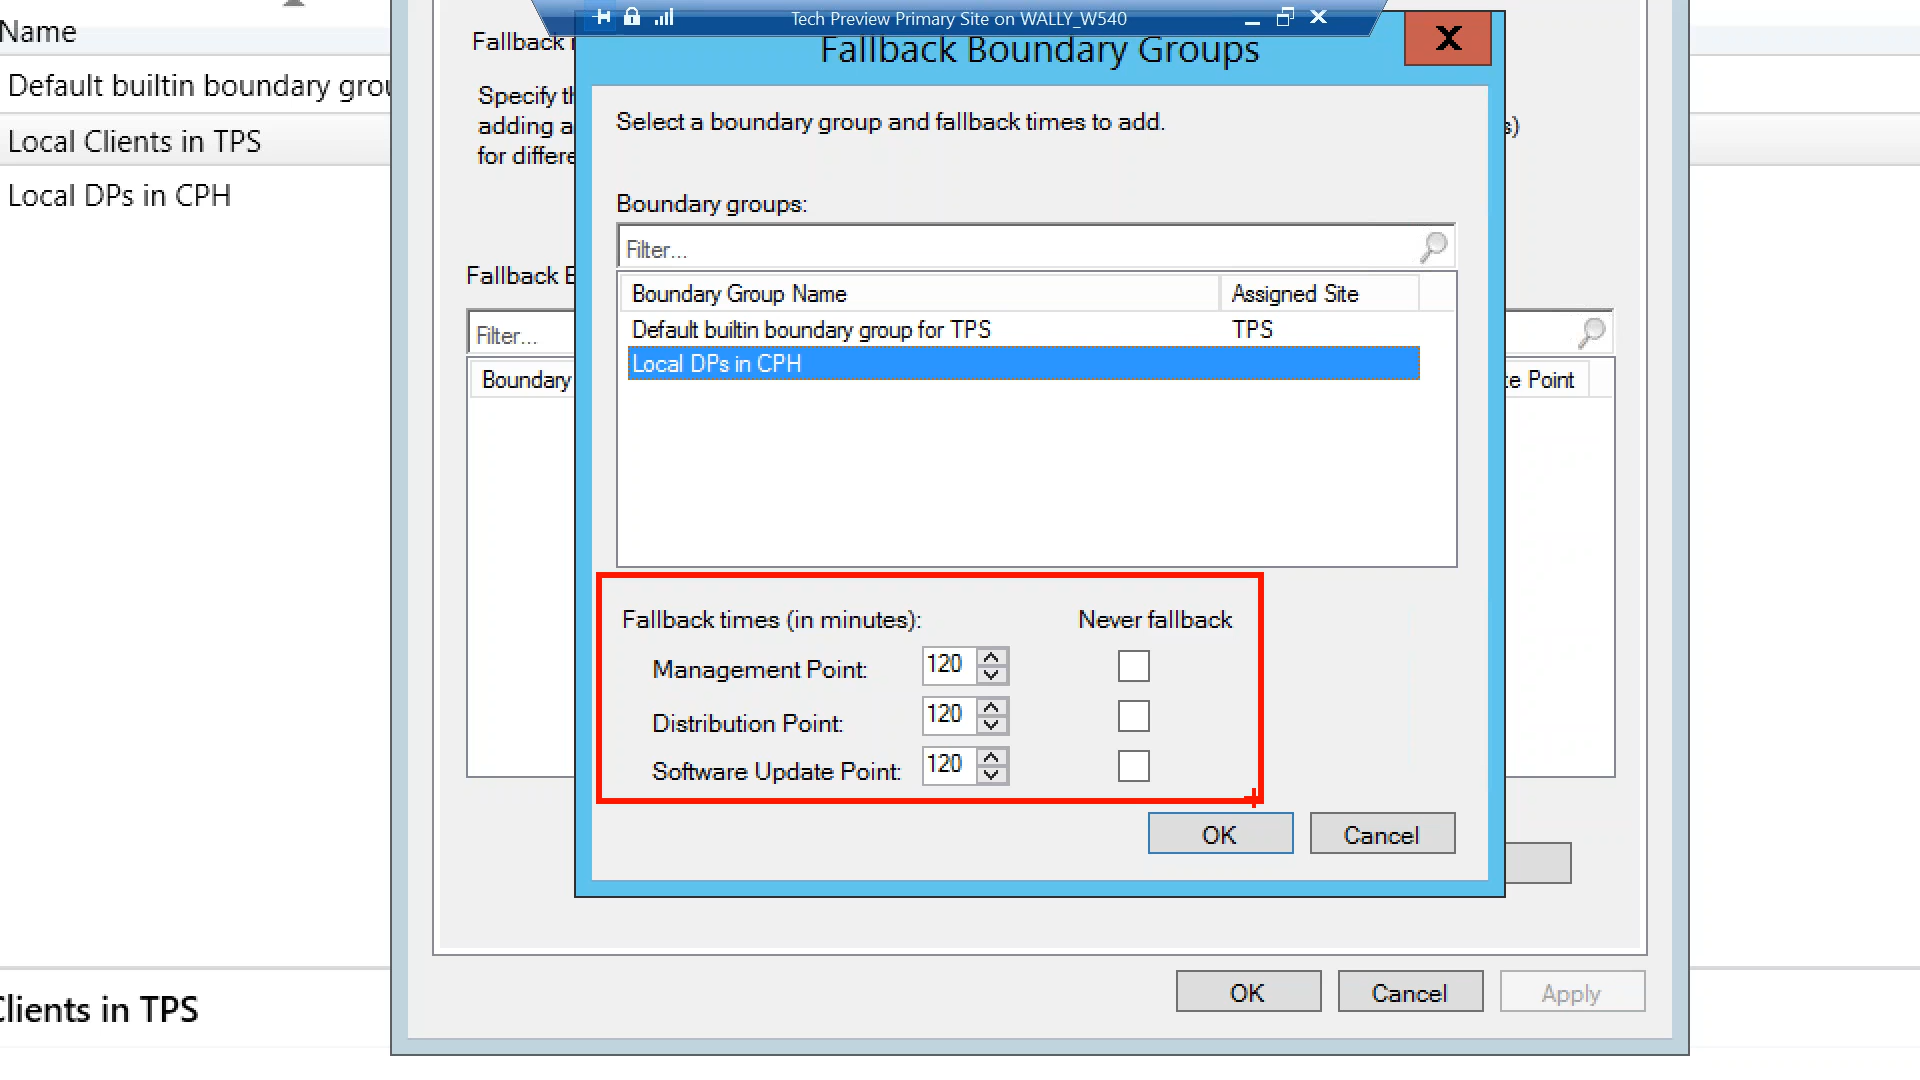 Tech Preview Primary Site on WALLY_W540
Name
Default builtin boundary
Local Clients in TPS
Local DPs in CPH
Fallback
Specify
adding a
for
Fallback
Filter...
Boundary
Point
Fallback Boundary Groups
X
Select a boundary group and fallback times to add.
Boundary groups:
Filter...
Boundary Group Name Assigned Site
Default builtin boundary group for TPS TPS
Local DPs in CPH
Fallback times (in minutes): Never fallback
Management Point: 120
Distribution Point: 120
Software Update Point: 120
OK Cancel
OK Cancel Apply
Clients in TPS